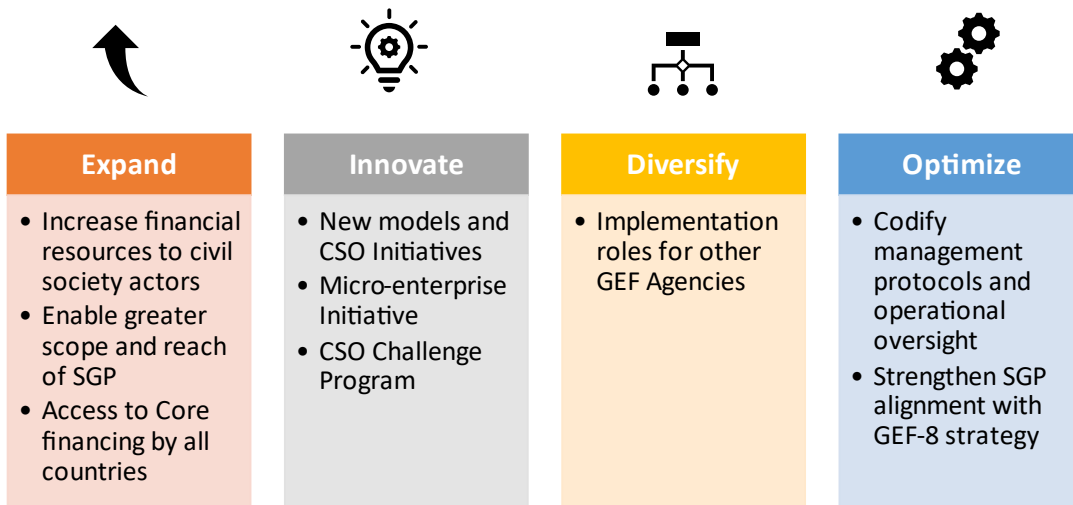 Expand
• Increase financial
resources to civil
society actors
• Enable greater
scope and reach
of SGP
• Access to Core
financing by all
countries
Innovate
• New models and
CSO Initiatives
• Micro-enterprise
Initiative
• CSO Challenge
Program
Diversify
• Implementation
roles for other
GEF Agencies
Optimize
• Codify
management
protocols and
operational
oversight
• Strengthen SGP
alignment with
GEF-8 strategy